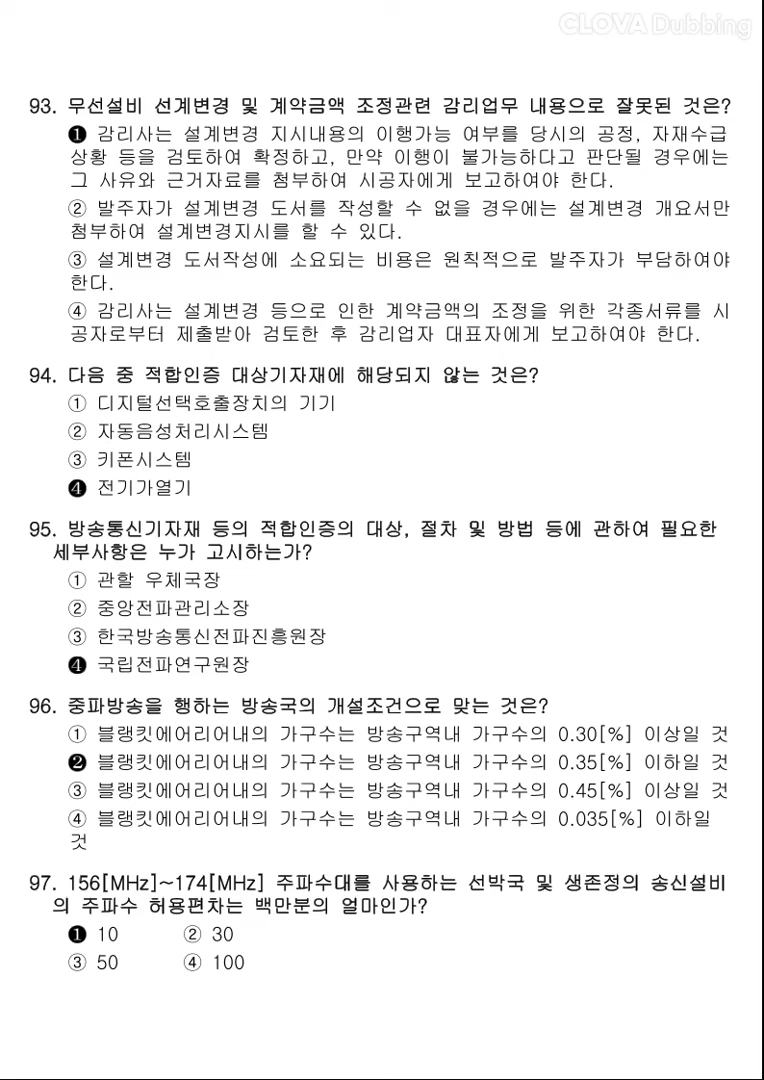 CLOVA Dubbing
93. 무선설비 선계변경 및 계약금액 조정관련 감리업무 내용으로 잘못된 것은?
❶ 감리사는 설계변경 지시내용의 이행가능 여부를 당시의 공정, 자재수급
상황 등을 검토하여 확정하고, 만약 이행이 불가능하다고 판단될 경우에는
그 사유와 근거자료를 첨부하여 시공자에게 보고하여야 한다.
② 발주자가 설계변경 도서를 작성할 수 없을 경우에는 설계변경 개요서만
첨부하여 설계변경지시를 할 수 있다.
③ 설계변경 도서작성에 소요되는 비용은 원칙적으로 발주자가 부담하여야
한다.
④ 감리사는 설계변경 등으로 인한 계약금액의 조정을 위한 각종서류를 시
공자로부터 제출받아 검토한 후 감리업자 대표자에게 보고하여야 한다.
94. 다음 중 적합인증 대상기자재에 해당되지 않는 것은?
① 디지털선택호출장치의 기기
② 자동음성처리시스템
③ 키폰시스템
❹ 전기가열기
95. 방송통신기자재 등의 적합인증의 대상, 절차 및 방법 등에 관하여 필요한
세부사항은 누가 고시하는가?
① 관할 우체국장
② 중앙전파관리소장
③ 한국방송통신전파진흥원장
❹ 국립전파연구원장
96. 중파방송을 행하는 방송국의 개설조건으로 맞는 것은?
① 블랭킷에어리어내의 가구수는 방송구역내 가구수의 0.30[%] 이상일 것
❷ 블랭킷에어리어내의 가구수는 방송구역내 가구수의 0.35[%] 이하일 것
③ 블랭킷에어리어내의 가구수는 방송구역내 가구수의 0.45[%] 이상일 것
④ 블랭킷에어리어내의 가구수는 방송구역내 가구수의 0.035[%] 이하일
것
97. 156[MHz]~174[MHz] 주파수대를 사용하는 선박국 및 생존정의 송신설비
의 주파수 허용편차는 백만분의 얼마인가?
❶ 10 ② 30
③ 50 ④ 100